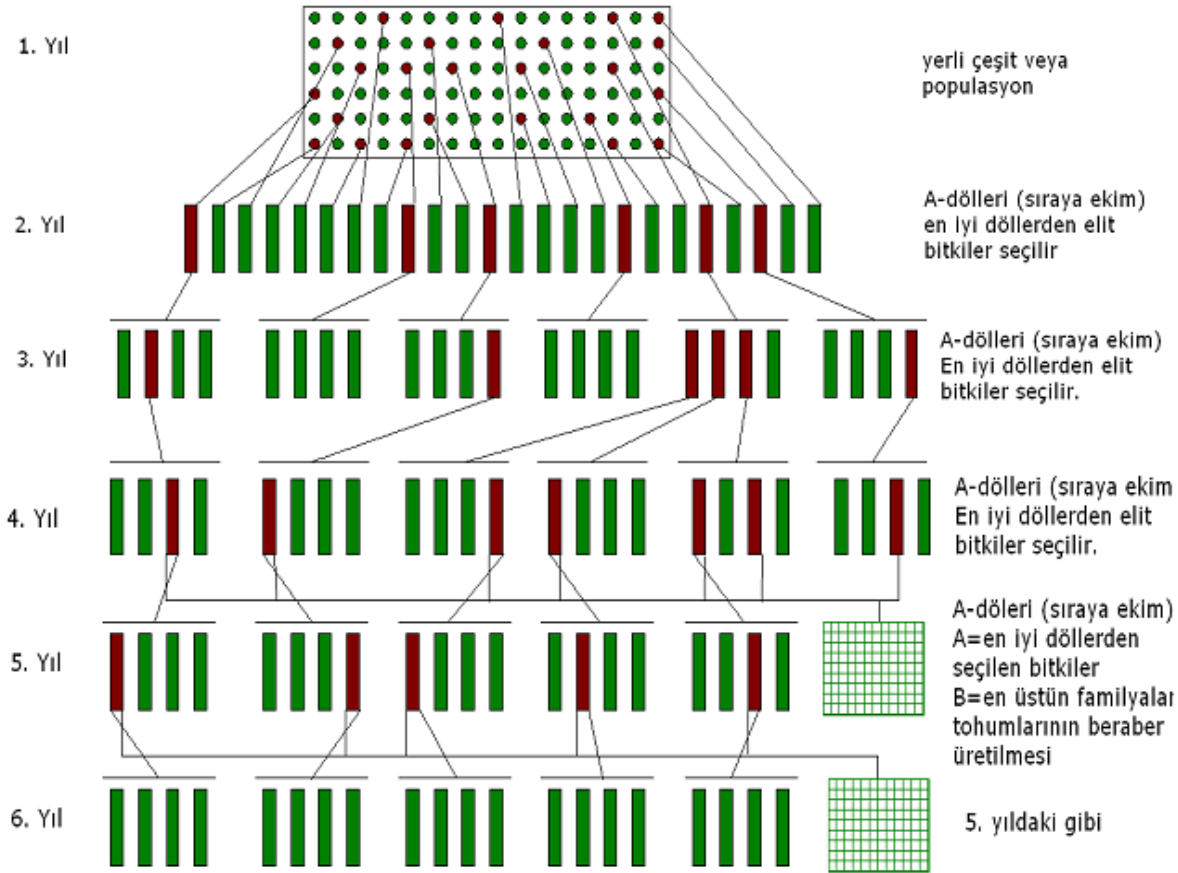 1. Yıl
yerli çeşit veya
populasyon
2. Yıl
A-dölleri (sıraya ekim)
en iyi döllerden elit
bitkiler seçilir
3. Yıl
A-dölleri (sıraya ekim)
En iyi döllerden elit
bitkiler seçilir.
4. Yıl
A-dölleri (sıraya ekim
En iyi döllerden elit
bitkiler seçilir.
5. Yıl
A-döleri (sıraya ekim)
A=en iyi döllerden
seçilen bitkiler
B=en üstün familyalar
tohumlarının beraber
üretilmesi
6. Yıl
5. yıldaki gibi